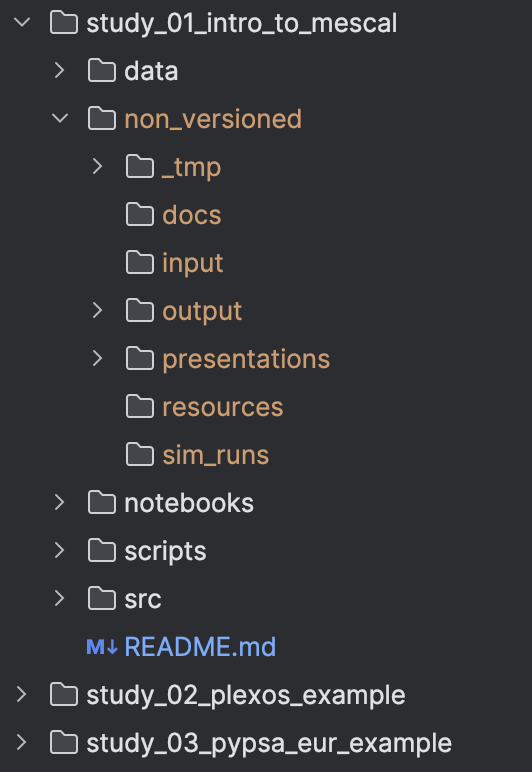 study_01_intro_to_mescal
data
non_versioned
_tmp
docs
input
output
presentations
resources
sim_runs
notebooks
scripts
src
M↓ README.md
study_02_plexos_example
study_03_pypsa_eur_example